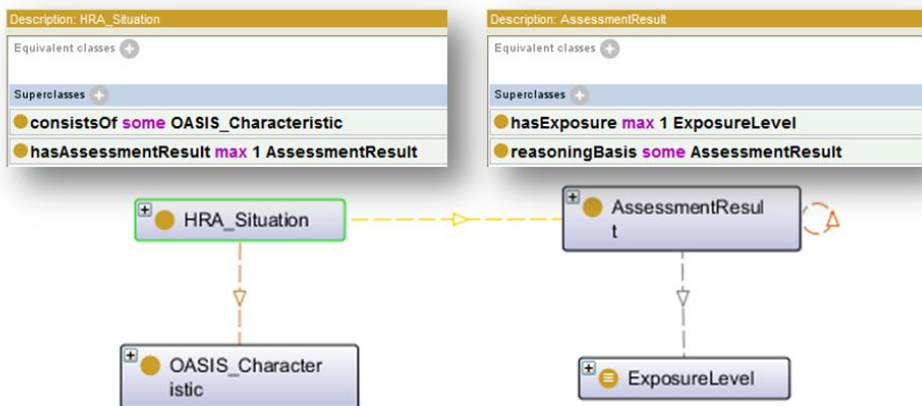 Description: HRA_Situation
Equivalent classes
Superclasses
consistsOf some OASIS_Characteristic
hasAssessmentResult max 1 AssessmentResult
Description: AssessmentResult
Equivalent classes
Superclasses
hasExposure max 1 ExposureLevel
reasoningBasis some AssessmentResult
HRA_Situation
AssessmentResul
t
OASIS_Character
istic
ExposureLevel